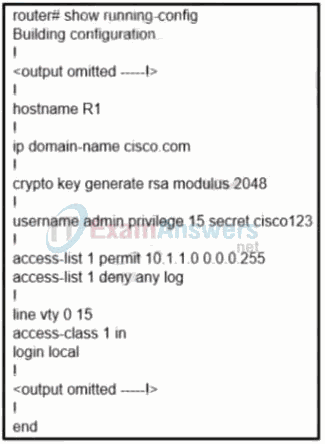 router# show running-config
Building configuration
!
<output omitted -----!>
!
hostname R1
!
ip domain-name cisco.com
!
crypto key generate rsa modulus 2048
!
username admin privilege 15 secret cisco123
!
ITExamAnswers
.net
access-list 1 permit 10.1.1.0 0.0.0.255
access-list 1 deny any log
!
line vty 0 15
access-class 1 in
login local
!
<output omitted -----!>
!
end